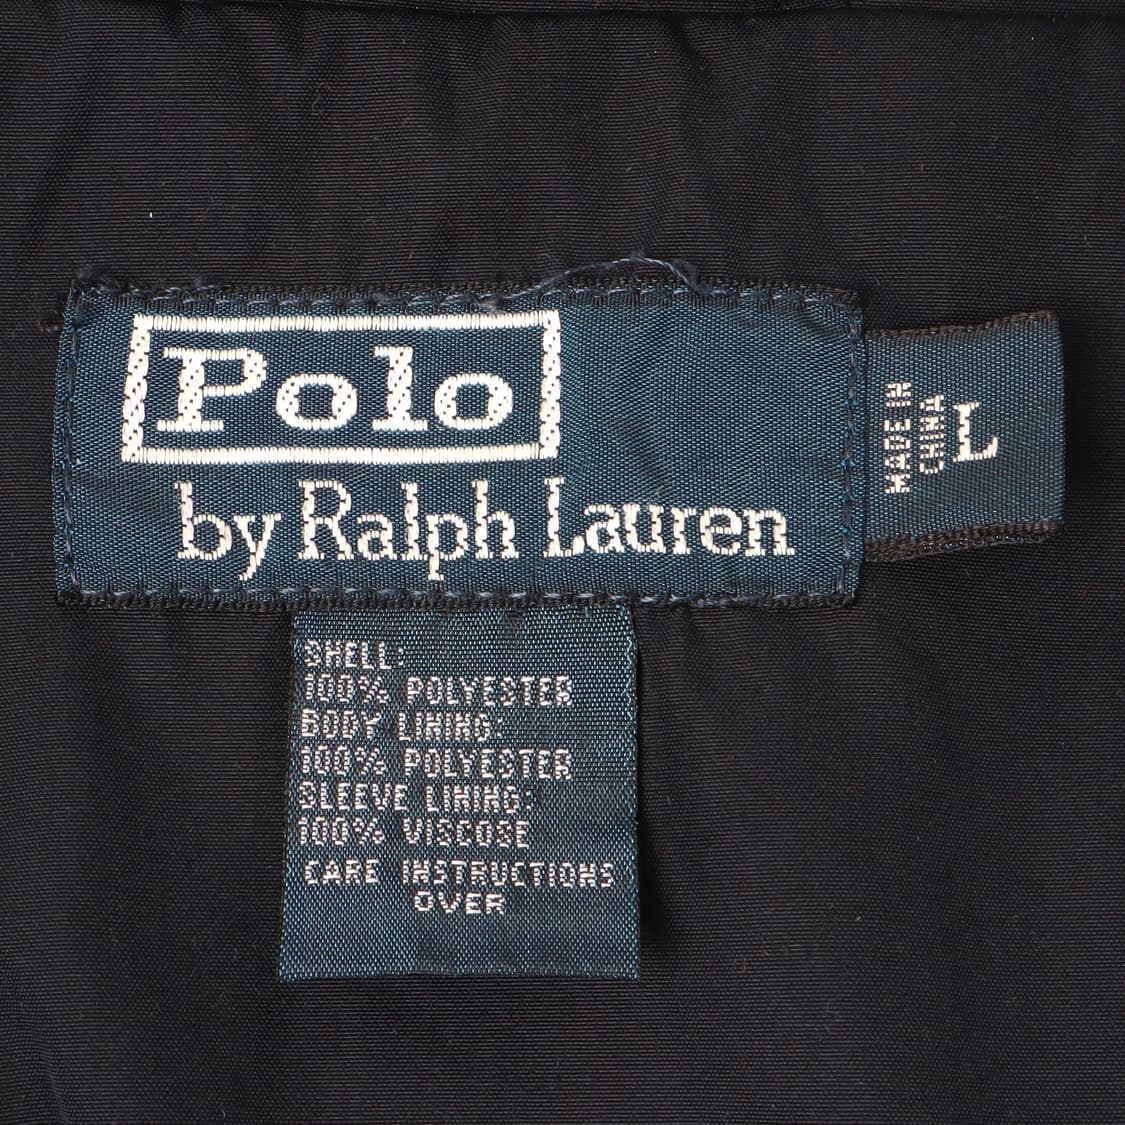 Polo
by Ralph Lauren
MADE IN
CHINA
L
SHELL:
100% POLYESTER
BODY LINING:
100% POLYESTER
SLEEVE LINING:
100% VISCOSE
CARE INSTRUCTIONS
OVER